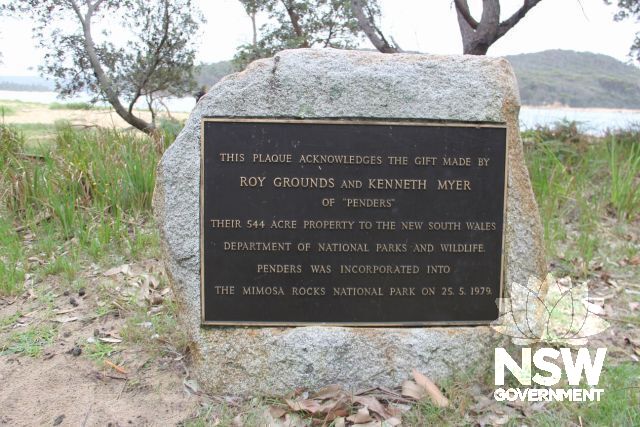 THIS PLAQUE ACKNOWLEDGES THE GIFT MADE BY
ROY GROUNDS AND KENNETH MYER
OF "PENDERS"
THEIR 544 ACRE PROPERTY TO THE NEW SOUTH WALES
DEPARTMENT OF NATIONAL PARKS AND WILDLIFE.
PENDERS WAS INCORPORATED INTO
THE MIMOSA ROCKS NATIONAL PARK ON 25. 5. 1979.
NSW
GOVERNMENT